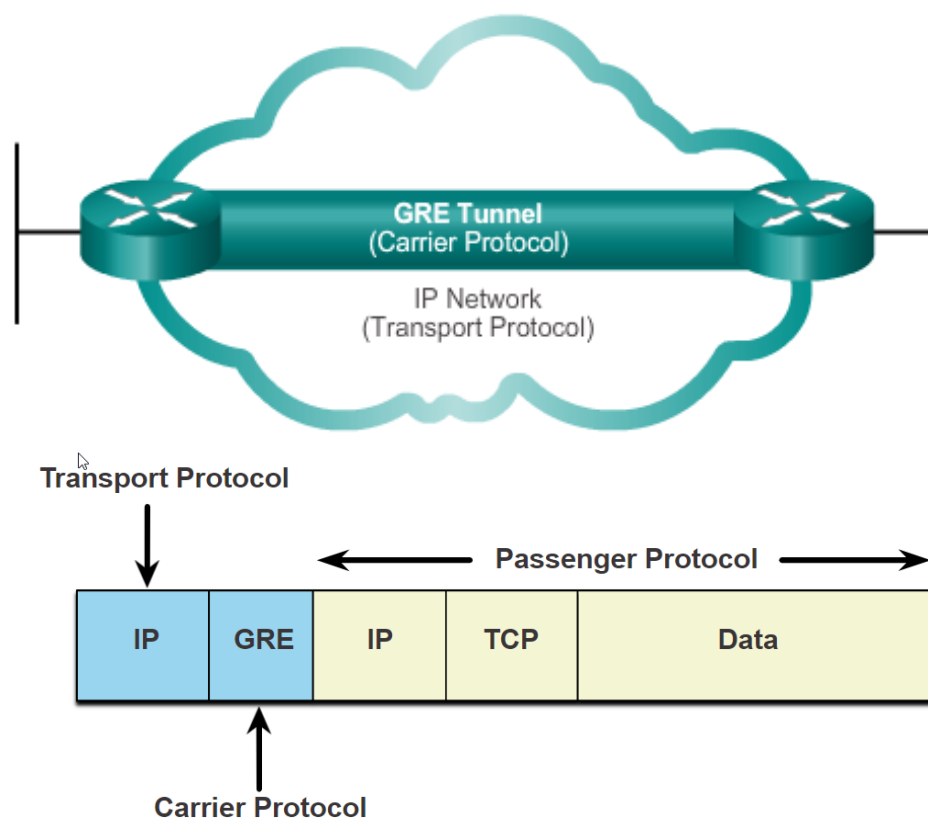 GRE Tunnel
(Carrier Protocol)
IP Network
(Transport Protocol)
Transport Protocol
Passenger Protocol
IP
GRE
IP
TCP
Data
Carrier Protocol